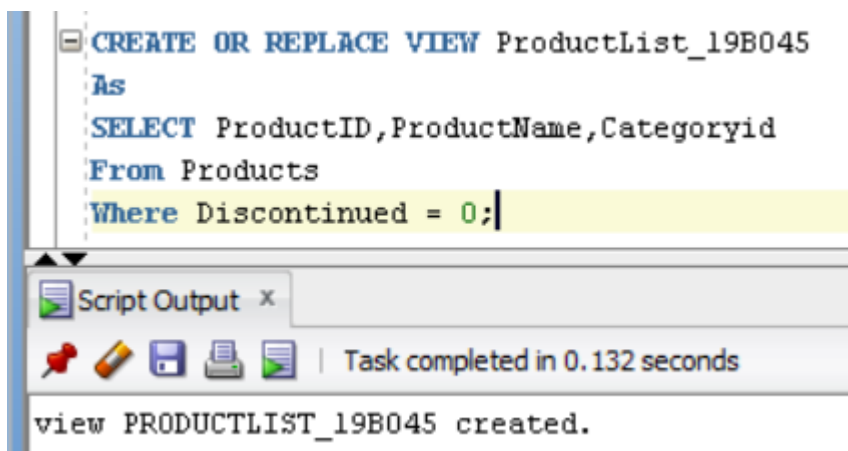 CREATE OR REPLACE VIEW ProductList_19B045
As
SELECT ProductID,ProductName,Categoryid
From Products
Where Discontinued = 0;
Script Output x
Task completed in 0.132 seconds
view PRODUCTLIST_19B045 created.